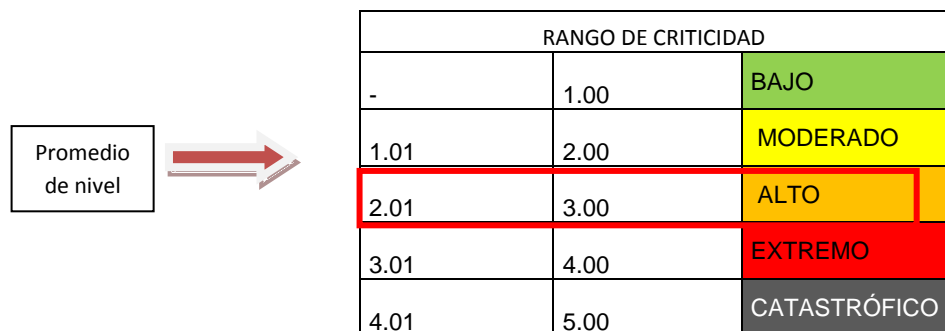 RANGO DE CRITICIDAD
- 1.00 BAJO
Promedio
de nivel
1.01 2.00 MODERADO
2.01 3.00 ALTO
3.01 4.00 EXTREMO
4.01 5.00 CATASTRÓFICO